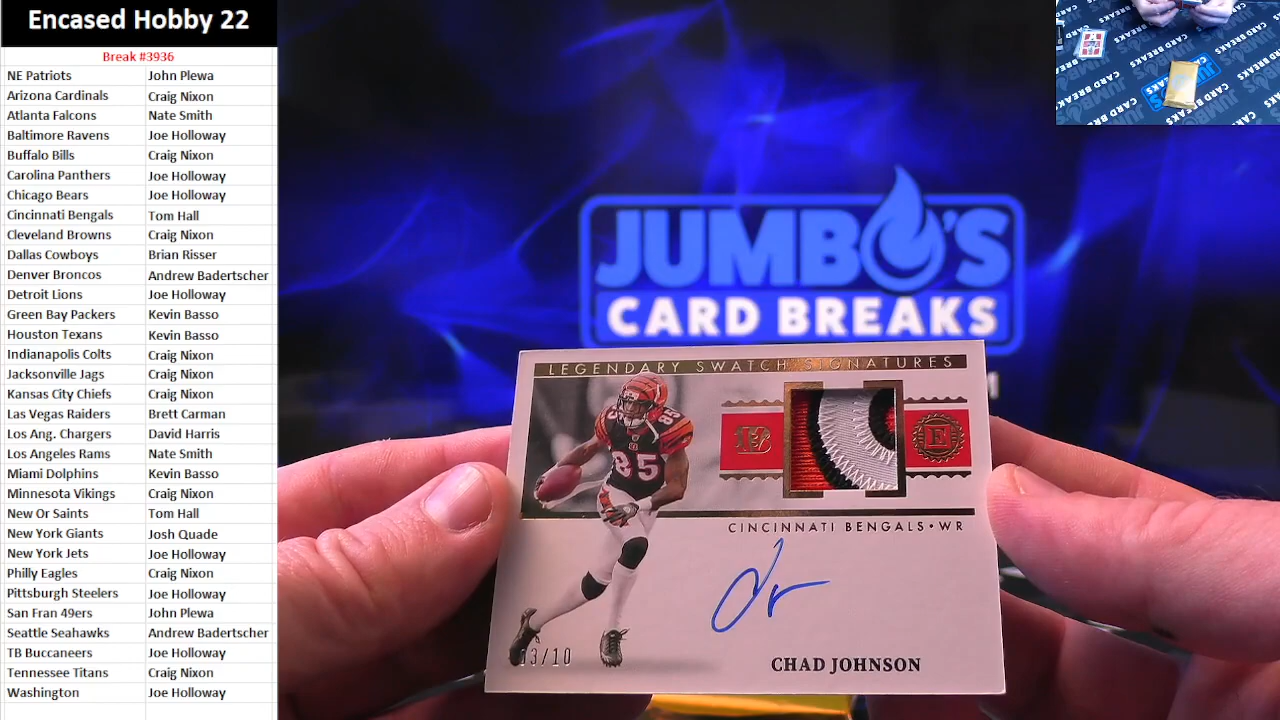 Encased Hobby 22
Break #3936
NE Patriots John Plewa
Arizona Cardinals Craig Nixon
Atlanta Falcons Nate Smith
Baltimore Ravens Joe Holloway
Buffalo Bills Craig Nixon
Carolina Panthers Joe Holloway
Chicago Bears Joe Holloway
Cincinnati Bengals Tom Hall
Cleveland Browns Craig Nixon
Dallas Cowboys Brian Risser
Denver Broncos Andrew Badertscher
Detroit Lions Joe Holloway
Green Bay Packers Kevin Basso
Houston Texans Kevin Basso
Indianapolis Colts Craig Nixon
Jacksonville Jags Craig Nixon
Kansas City Chiefs Craig Nixon
Las Vegas Raiders Brett Carman
Los Ang. Chargers David Harris
Los Angeles Rams Nate Smith
Miami Dolphins Kevin Basso
Minnesota Vikings Craig Nixon
New Or Saints Tom Hall
New York Giants Josh Quade
New York Jets Joe Holloway
Philly Eagles Craig Nixon
Pittsburgh Steelers Joe Holloway
San Fran 49ers John Plewa
Seattle Seahawks Andrew Badertscher
TB Buccaneers Joe Holloway
Tennessee Titans Craig Nixon
Washington Joe Holloway
JUMBO'S
CARD BREAKS
LEGENDARY SWATCH SIGNATURES
85
85
B
E
CINCINNATI BENGALS • WR
03/10
CHAD JOHNSON
JUMBO'S
CARD BREAKS
CARD BREAKS